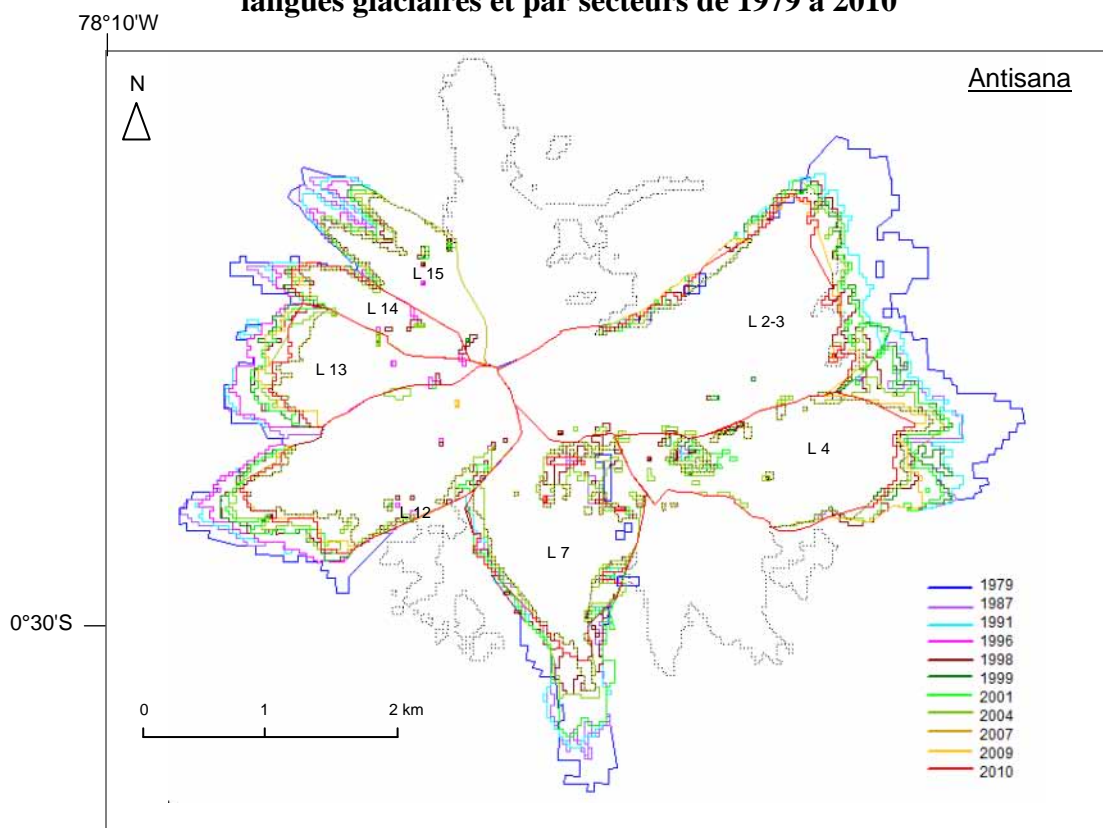 langues glaciaires et par secteurs de 1979 à 2010
78°10'W
N
Antisana
L 15
L 14
L 2-3
L 13
L 4
L 12
L 7
0°30'S
0 1 2 km
1979
1987
1991
1996
1998
1999
2001
2004
2007
2009
2010